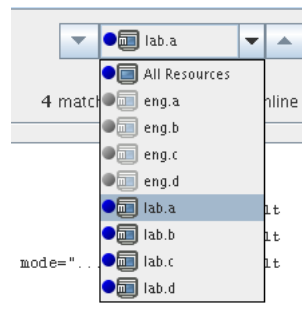 lab.a
All Resources
4 match
nline
eng.a
eng.b
eng.c
eng.d
lab.a
lt
lab.b
lt
mode="...
lab.c
lt
lab.d